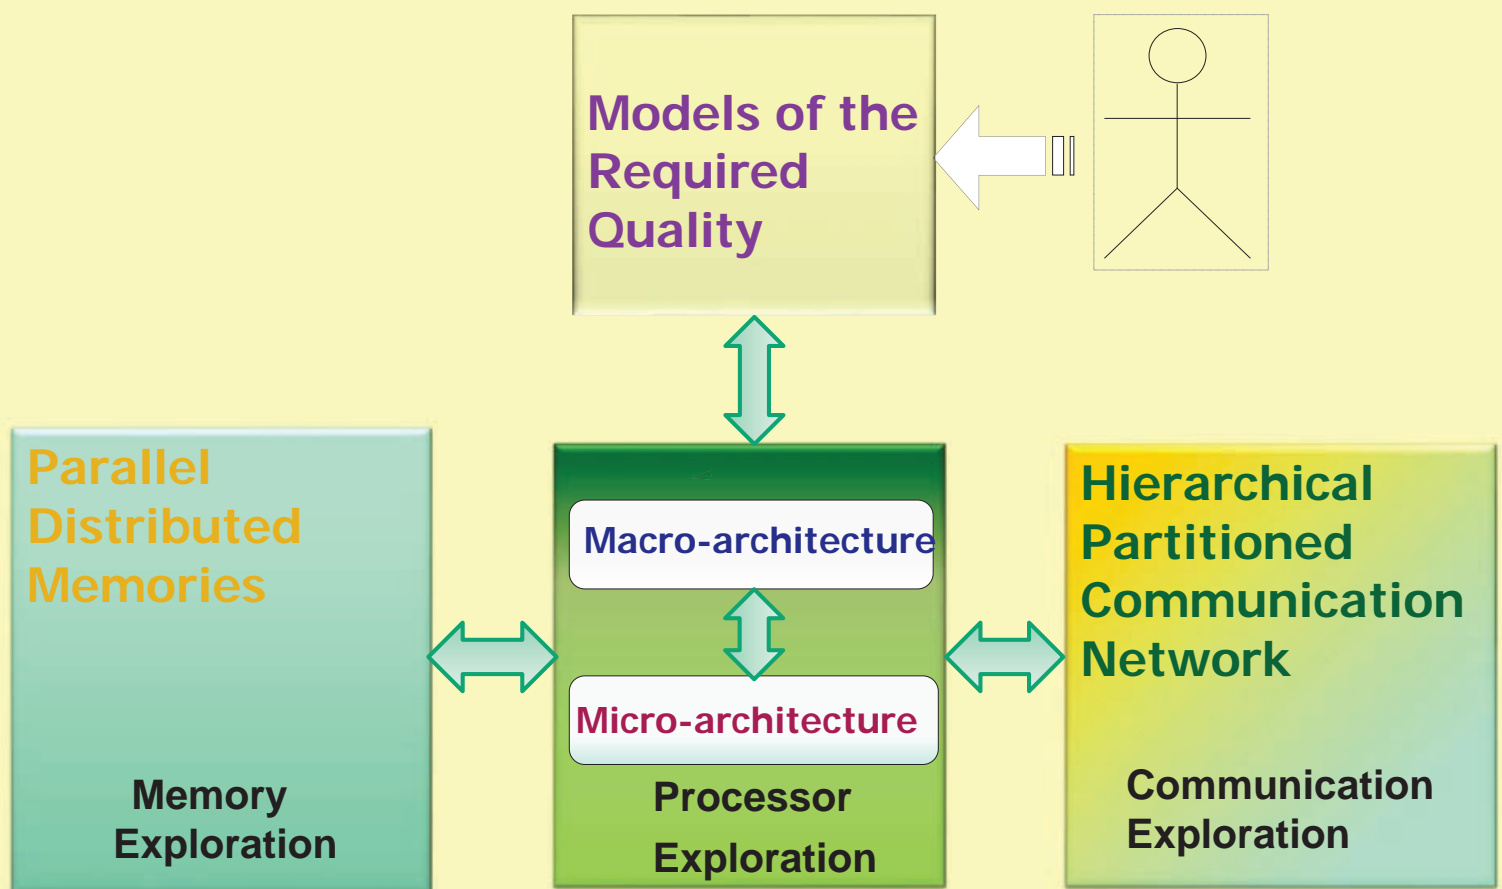 Models of the
Required
Quality
Parallel
Distributed
Memories
Memory
Exploration
Macro-architecture
Micro-architecture
Processor
Exploration
Hierarchical
Partitioned
Communication
Network
Communication
Exploration